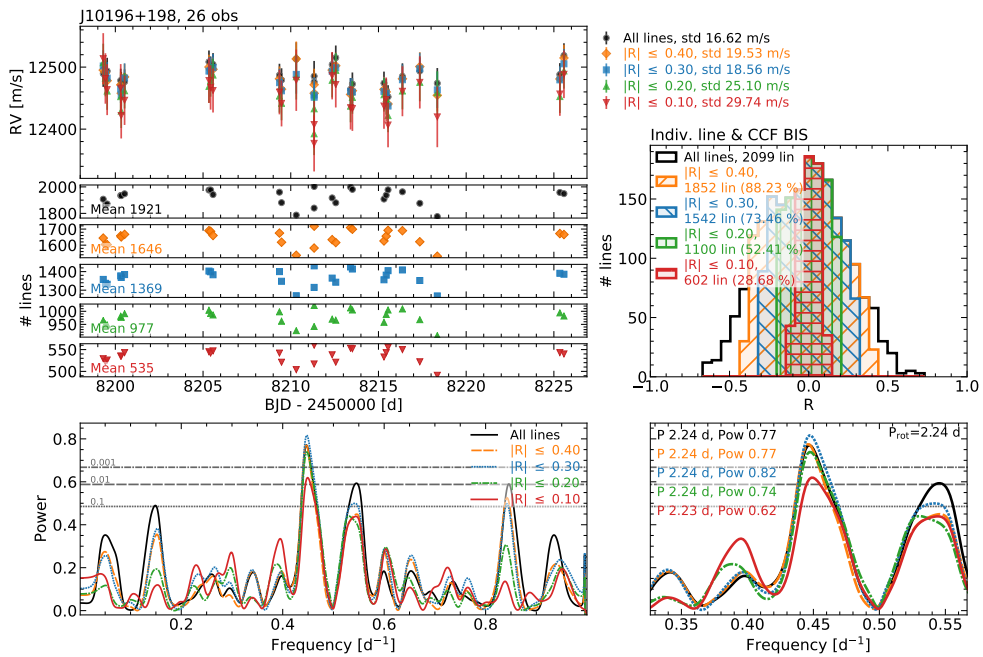 J10196+198, 26 obs
12500
12400
RV [m/s]
All lines, std 16.62 m/s
|R| ≤ 0.40, std 19.53 m/s
|R| ≤ 0.30, std 18.56 m/s
|R| ≤ 0.20, std 25.10 m/s
|R| ≤ 0.10, std 29.74 m/s
2000
1800
Mean 1921
1700
1600
Mean 1646
1400
1300
Mean 1369
1000
950
Mean 977
550
500
Mean 535
# lines
8200
8205
8210
8215
8220
8225
BJD - 2450000 [d]
Indiv. line & CCF BIS
All lines, 2099 lin
|R| ≤ 0.40,
1852 lin (88.23 %)
|R| ≤ 0.30,
1542 lin (73.46 %)
|R| ≤ 0.20,
1100 lin (52.41 %)
|R| ≤ 0.10,
602 lin (28.68 %)
150
100
50
0
# lines
−1.0
−0.5
0.0
0.5
1.0
R
0.8
0.6
0.4
0.2
0.0
Power
0.001
0.01
0.1
All lines
|R| ≤ 0.40
|R| ≤ 0.30
|R| ≤ 0.20
|R| ≤ 0.10
0.2
0.4
0.6
0.8
Frequency [d⁻¹]
P 2.24 d, Pow 0.77
P 2.24 d, Pow 0.77
P 2.24 d, Pow 0.82
P 2.24 d, Pow 0.74
P 2.23 d, Pow 0.62
Prot=2.24 d
0.35
0.40
0.45
0.50
0.55
Frequency [d⁻¹]